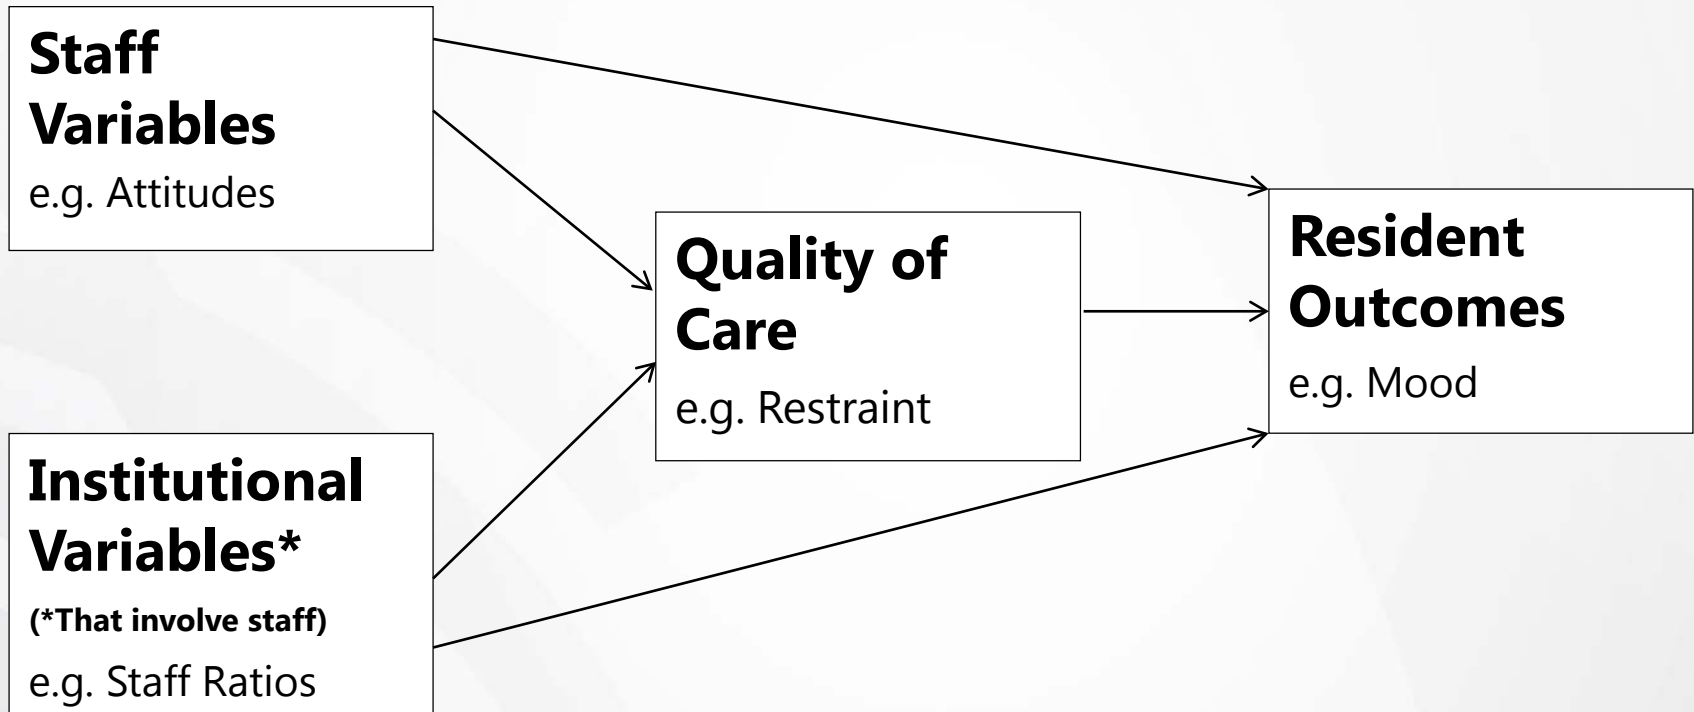 Staff
Variables
e.g. Attitudes
Quality of
Care
e.g. Restraint
Resident
Outcomes
e.g. Mood
Institutional
Variables*
(*That involve staff)
e.g. Staff Ratios